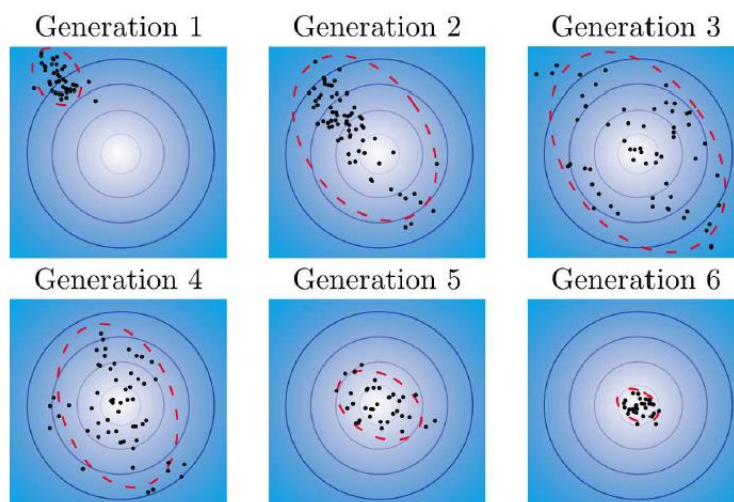 Generation 1
Generation 2
Generation 3
Generation 4
Generation 5
Generation 6